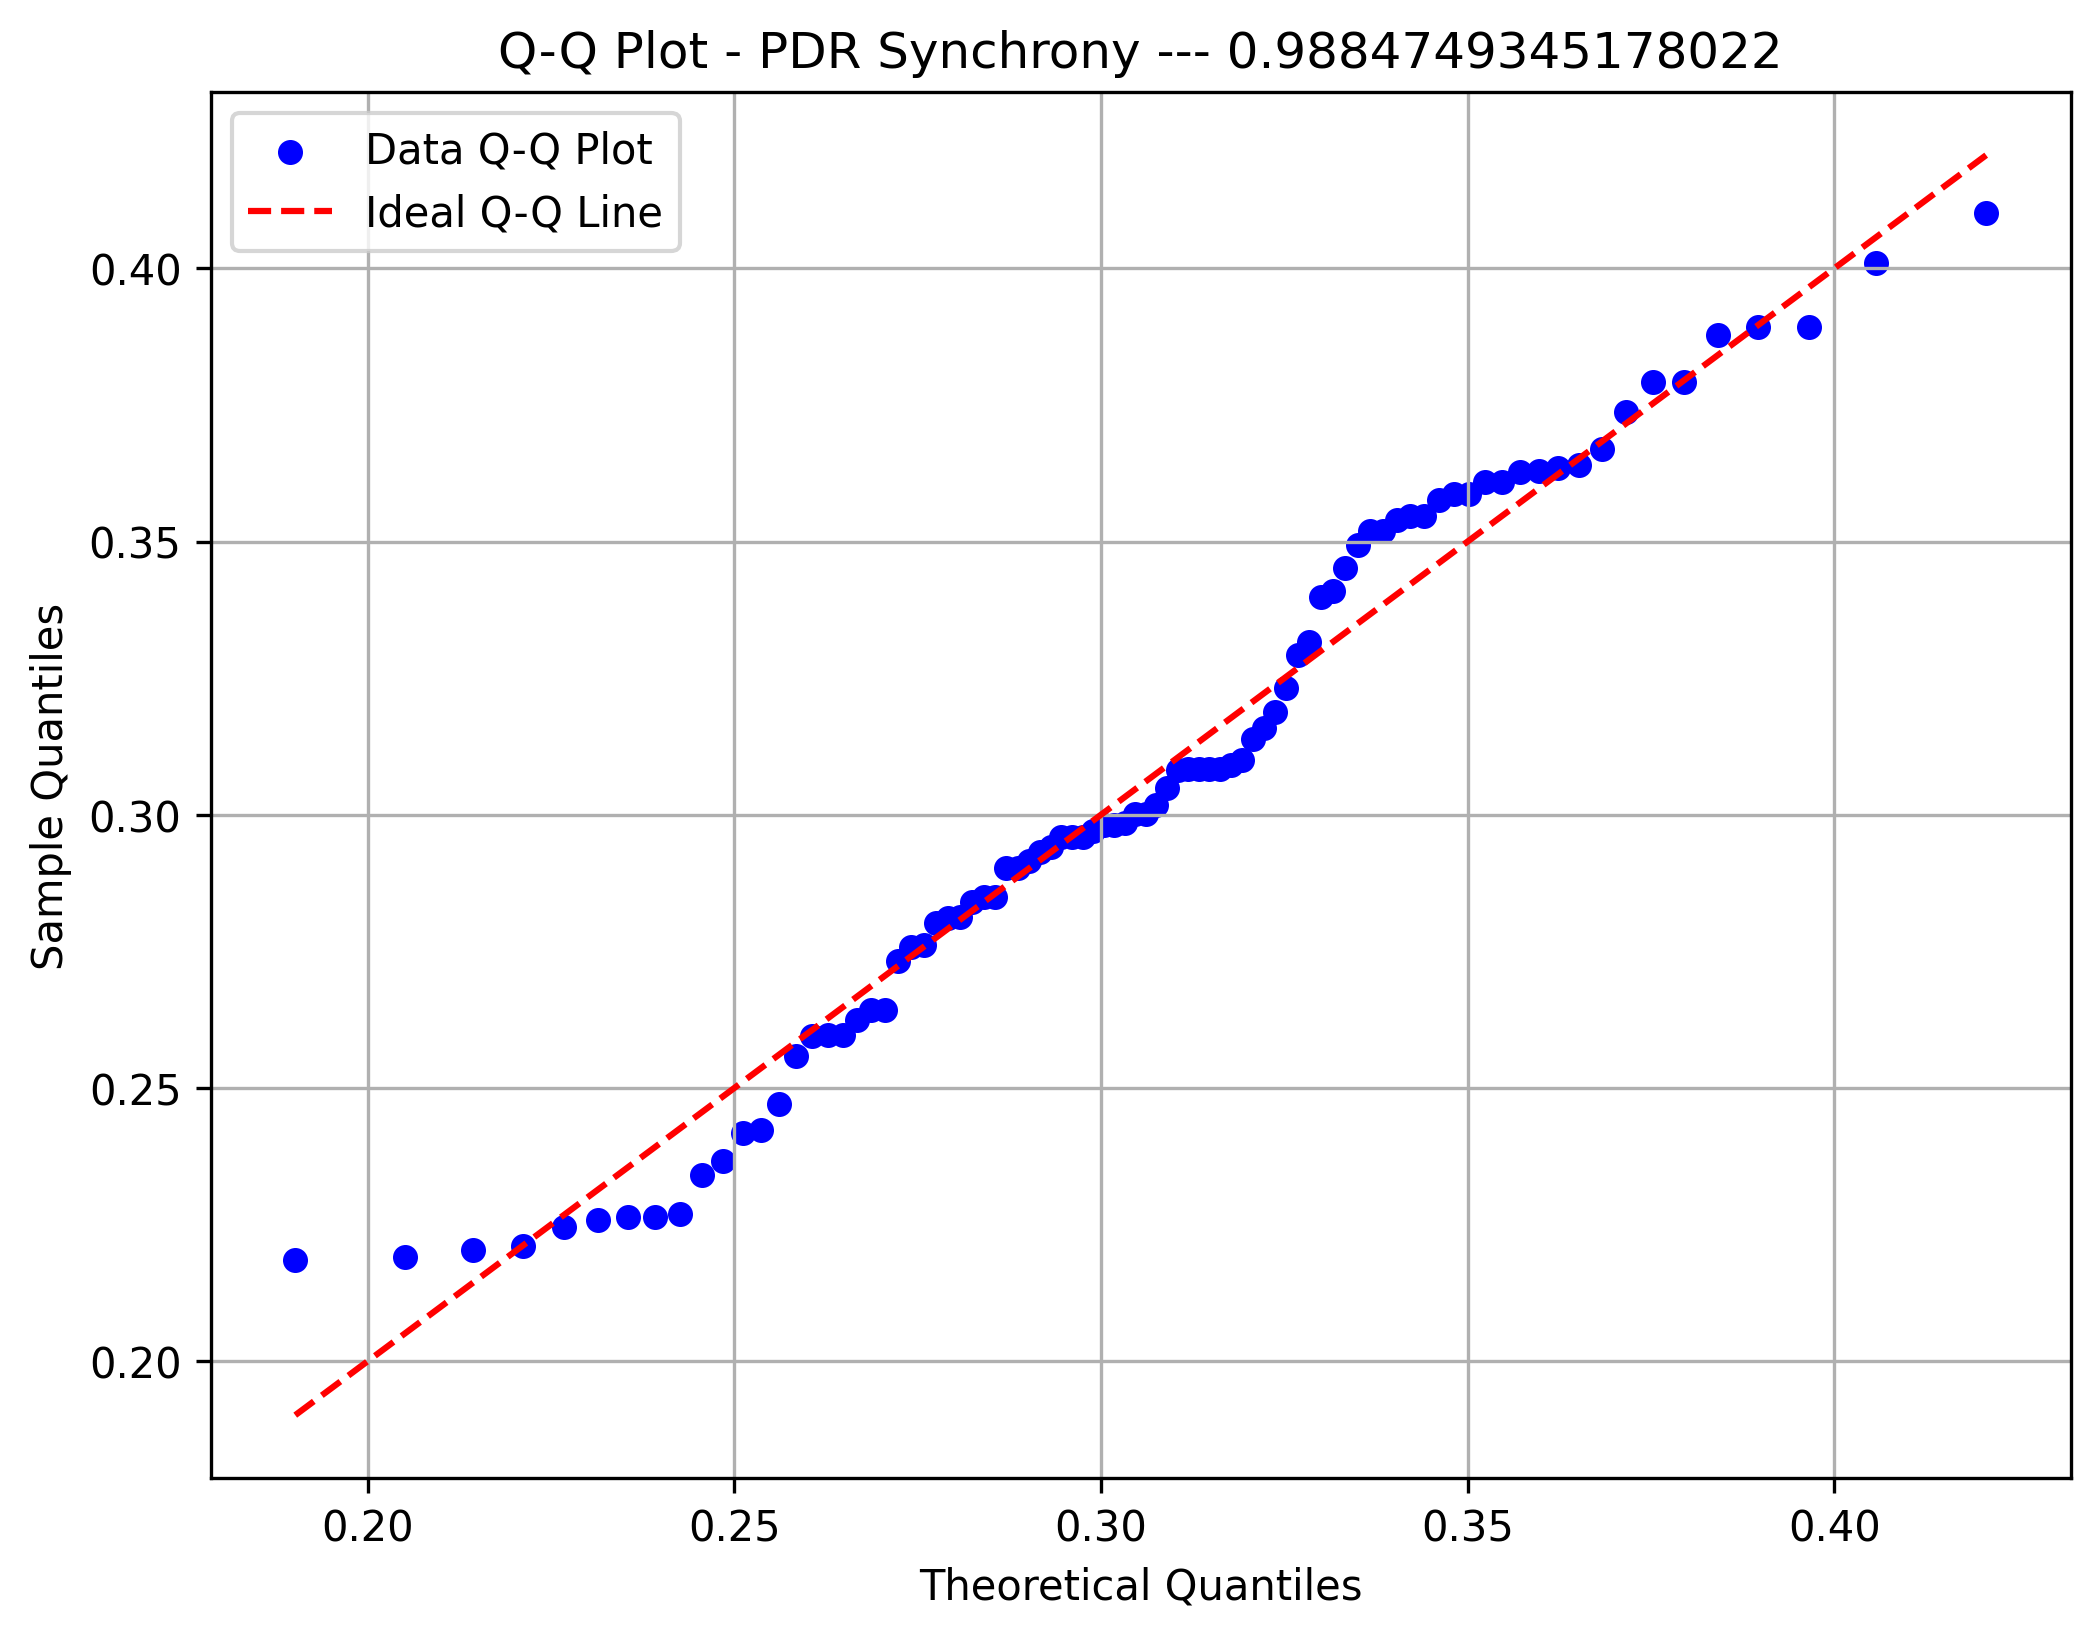 Q-Q Plot - PDR Synchrony --- 0.9884749345178022
Data Q-Q Plot
Ideal Q-Q Line
0.40
0.35
0.30
0.25
0.20
Sample Quantiles
0.20
0.25
0.30
0.35
0.40
Theoretical Quantiles